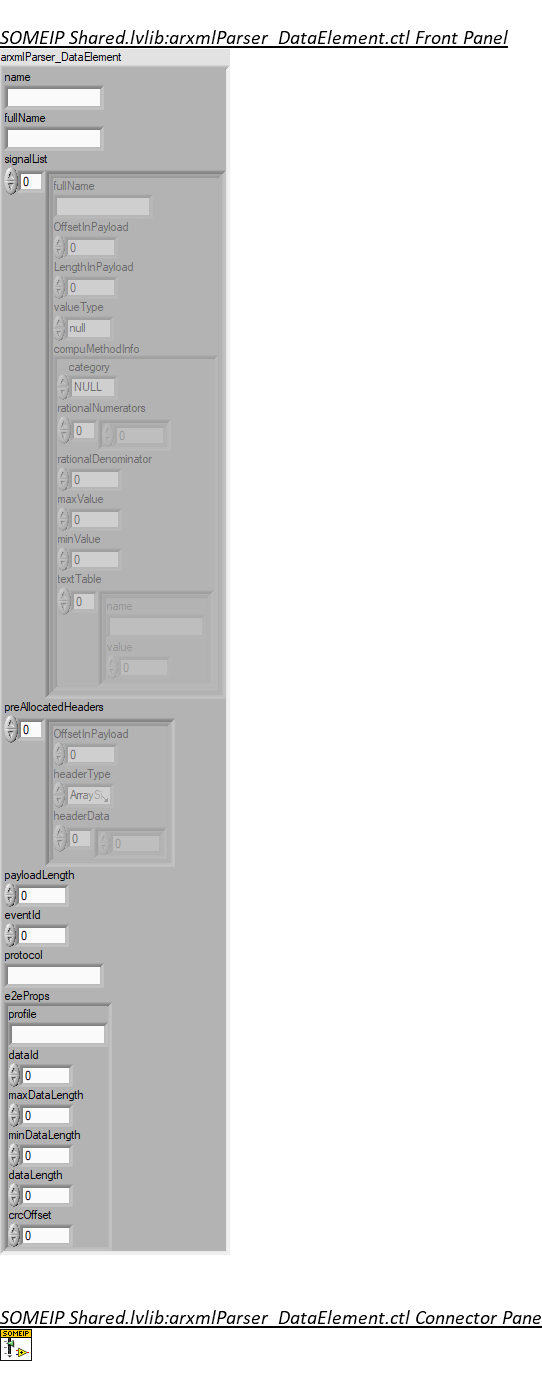 SOMEIP Shared.lvlib:arxmlParser_DataElement.ctl Front Panel
arxmlParser_DataElement
name
fullName
signalList
0
fullName
OffsetInPayload
0
LengthInPayload
0
valueType
null
compuMethodInfo
category
NULL
rationalNumerators
0 0
rationalDenominator
0
maxValue
0
minValue
0
textTable
0
name
value
0
preAllocatedHeaders
0
OffsetInPayload
0
headerType
ArraySi
headerData
0 0
payloadLength
0
eventId
0
protocol
e2eProps
profile
dataId
0
maxDataLength
0
minDataLength
0
dataLength
0
crcOffset
0
SOMEIP Shared.lvlib:arxmlParser_DataElement.ctl Connector Pane
SOMEIP